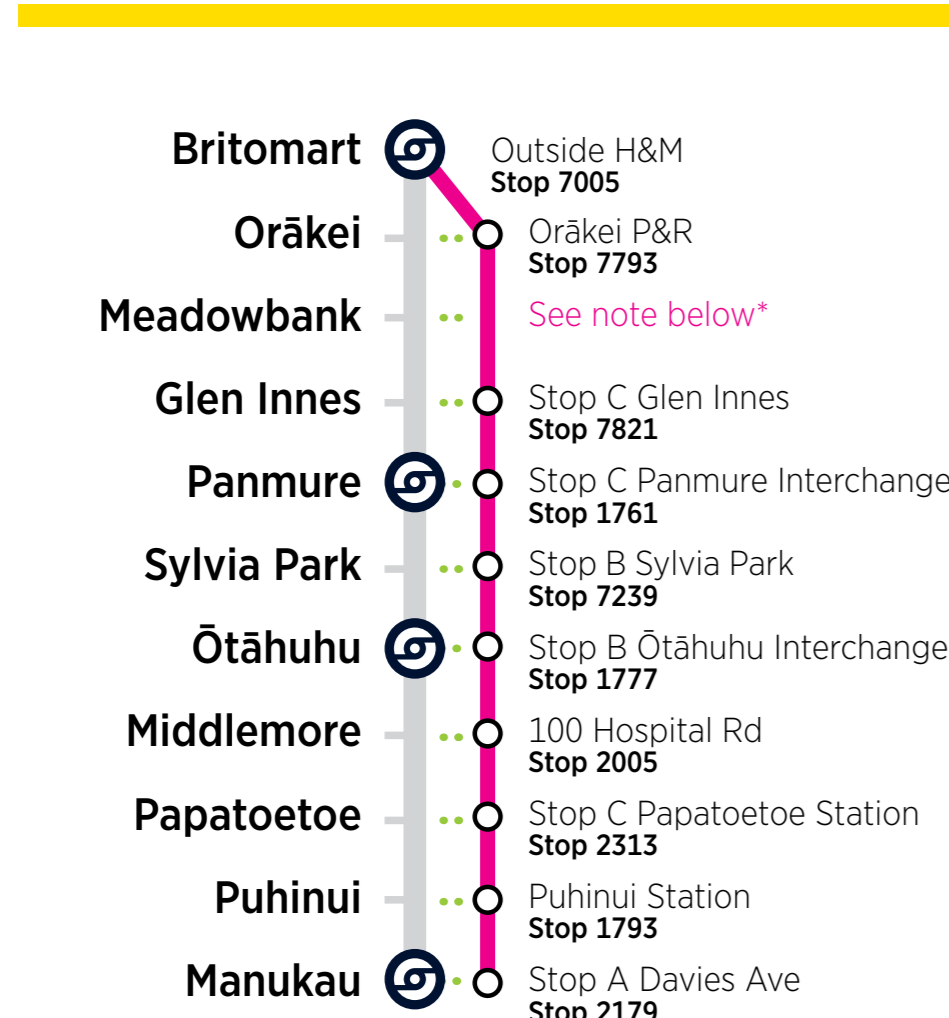 Britomart
Outside H&M
Stop 7005
Orākei
Orākei P&R
Stop 7793
Meadowbank
See note below*
Glen Innes
Stop C Glen Innes
Stop 7821
Panmure
Stop C Panmure Interchange
Stop 1761
Sylvia Park
Stop B Sylvia Park
Stop 7239
Ōtāhuhu
Stop B Ōtāhuhu Interchange
Stop 1777
Middlemore
100 Hospital Rd
Stop 2005
Papatoetoe
Stop C Papatoetoe Station
Stop 2313
Puhinui
Puhinui Station
Stop 1793
Manukau
Stop A Davies Ave
Stop 2179